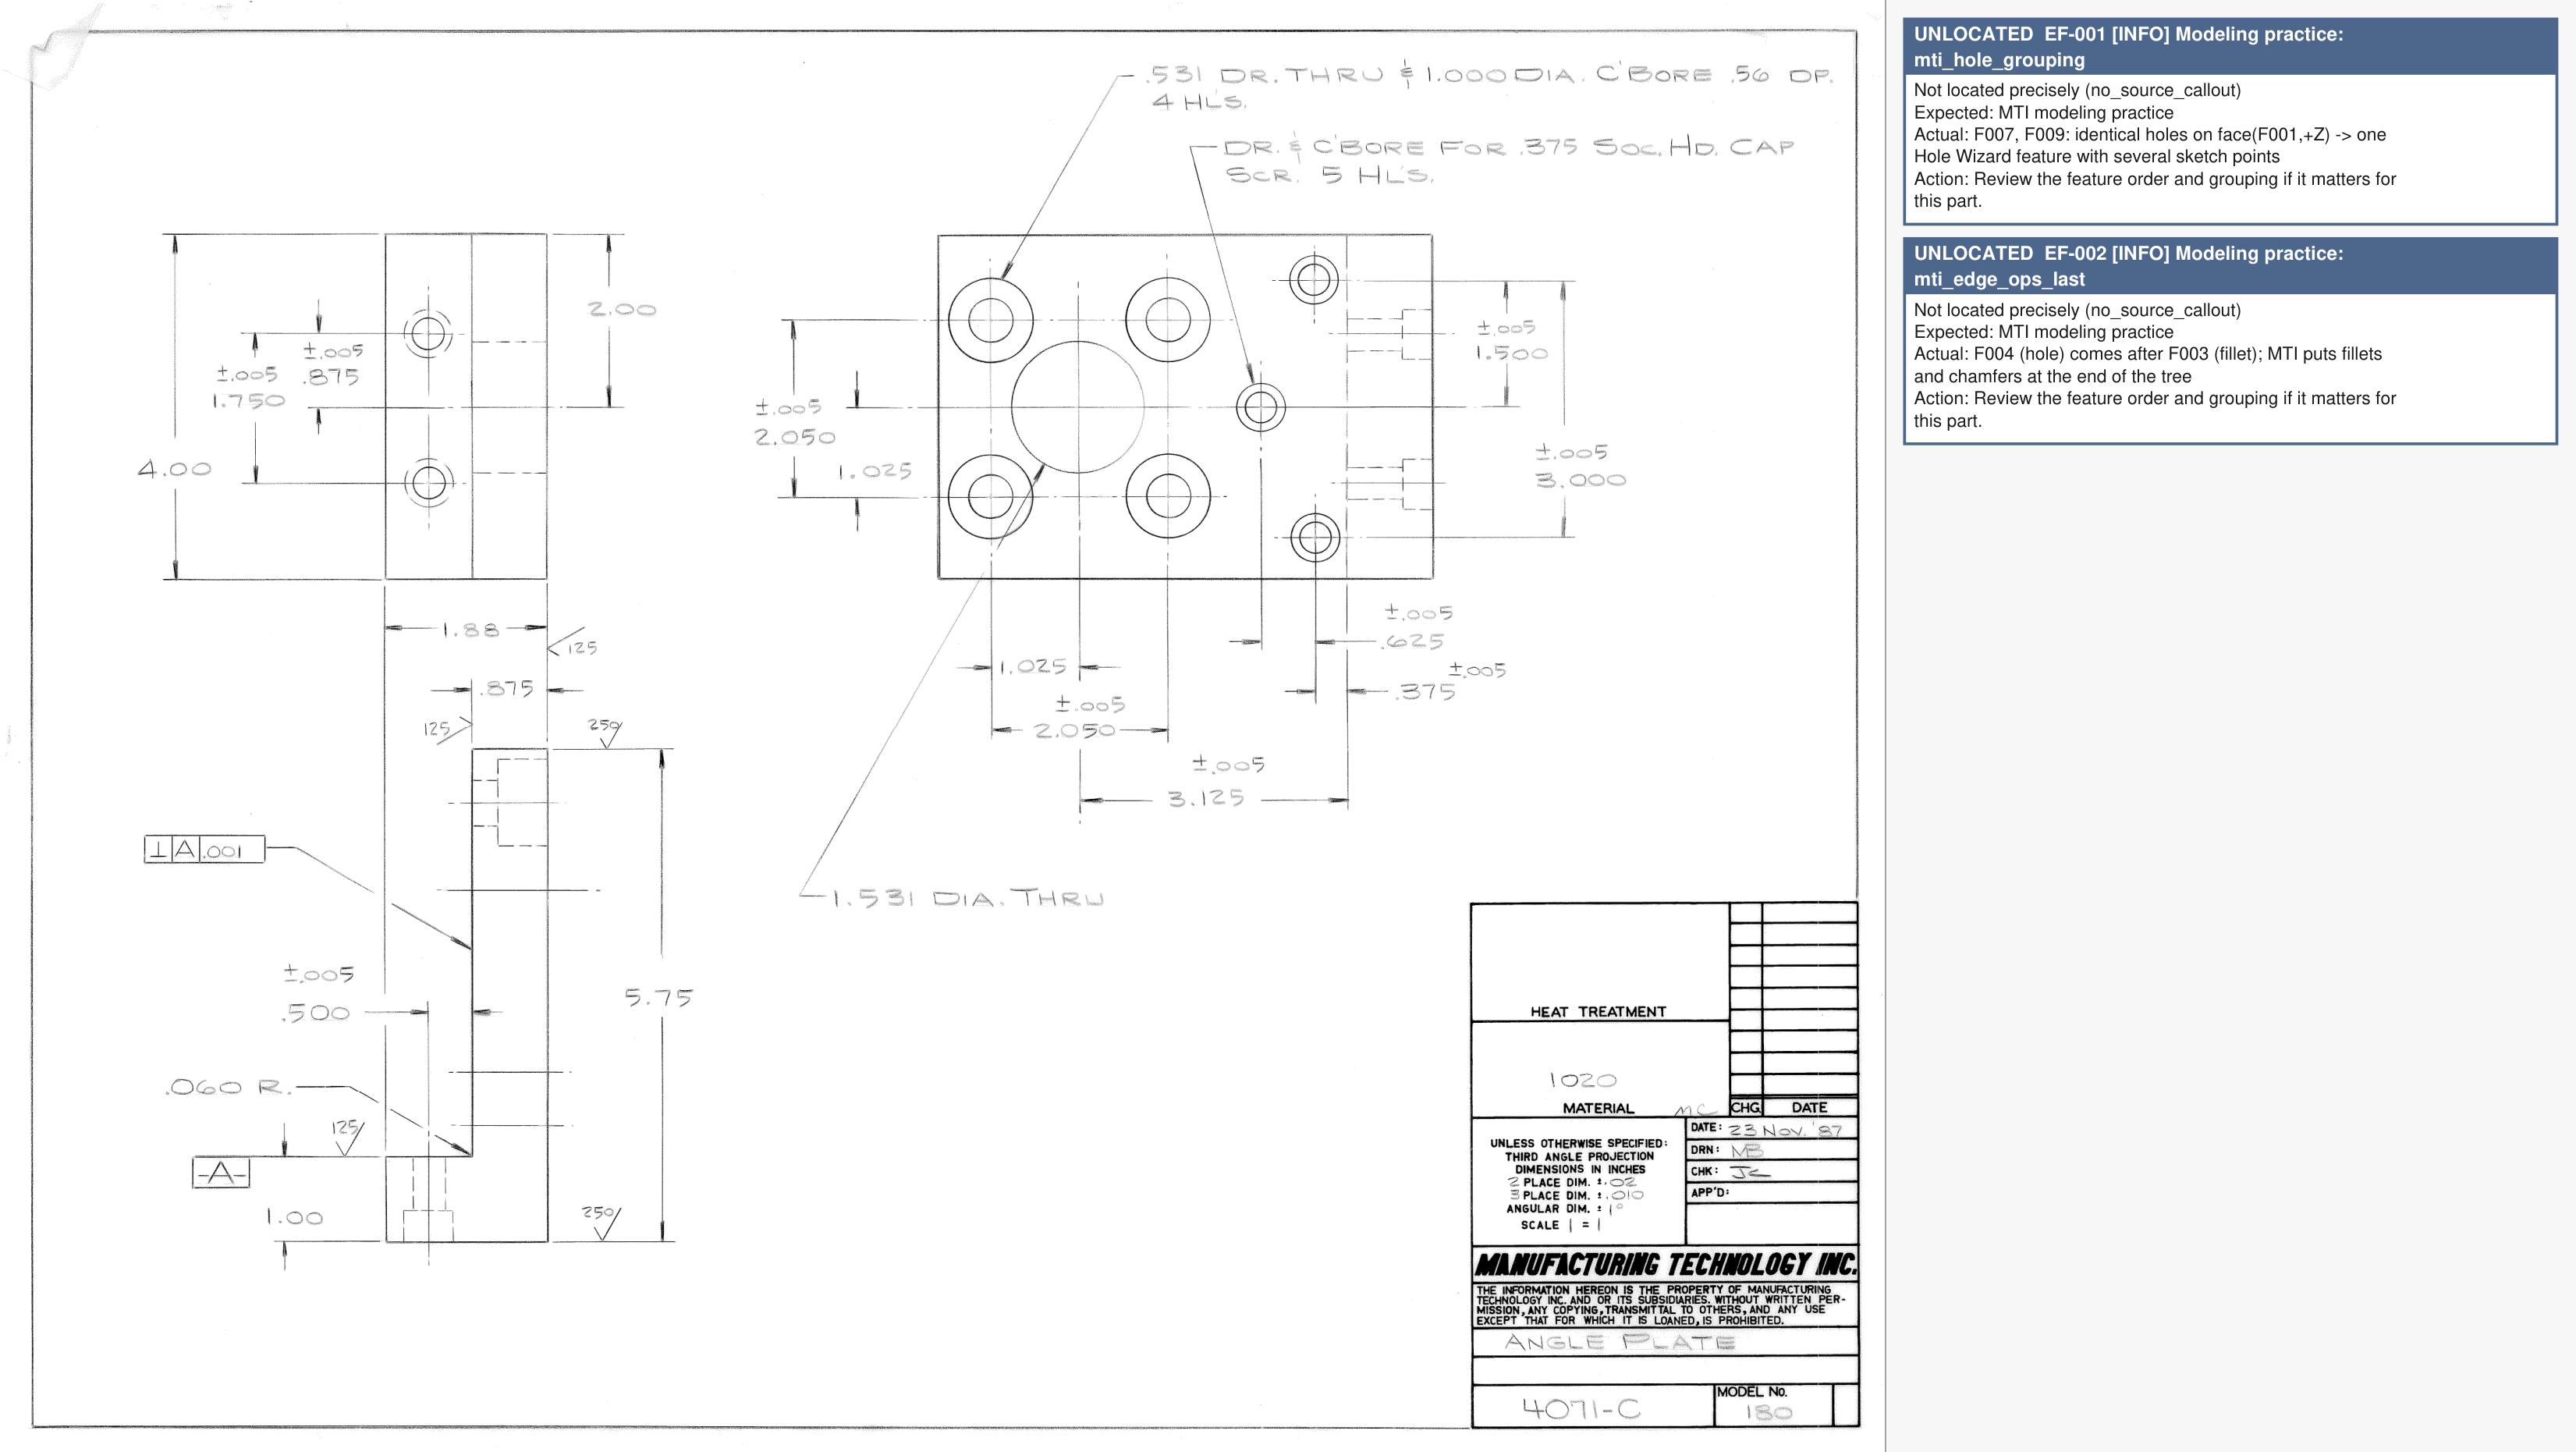 .531 DR. THRU & 1.000 DIA. C'BORE .56 DP.
4 HL'S.
DR. & C'BORE FOR .375 SOC. HD. CAP
SCR. 5 HL'S.
2.00
±.005
.875
±.005
1.750
4.00
±.005
2.050
1.025
±.005
1.500
±.005
3.000
1.88
125
.875
125
250
±.005
.625
±.005
.375
1.025
±.005
2.050
±.005
3.125
⊥ A .001
1.531 DIA. THRU
±.005
.500
5.75
.060 R.
125
-A-
1.00
250
HEAT TREATMENT
1020
MATERIAL
MC
CHG.
DATE
UNLESS OTHERWISE SPECIFIED:
THIRD ANGLE PROJECTION
DIMENSIONS IN INCHES
2 PLACE DIM. ±.02
3 PLACE DIM. ±.010
ANGULAR DIM. ± 1°
SCALE 1 = 1
DATE: 23 NOV. '87
DRN: MB
CHK: JC
APP'D:
MANUFACTURING TECHNOLOGY INC.
THE INFORMATION HEREON IS THE PROPERTY OF MANUFACTURING
TECHNOLOGY INC. AND OR ITS SUBSIDIARIES. WITHOUT WRITTEN PER-
MISSION, ANY COPYING, TRANSMITTAL TO OTHERS, AND ANY USE
EXCEPT THAT FOR WHICH IT IS LOANED, IS PROHIBITED.
ANGLE PLATE
4071-C
MODEL No.
180
UNLOCATED EF-001 [INFO] Modeling practice:
mti_hole_grouping
Not located precisely (no_source_callout)
Expected: MTI modeling practice
Actual: F007, F009: identical holes on face(F001,+Z) -> one
Hole Wizard feature with several sketch points
Action: Review the feature order and grouping if it matters for
this part.
UNLOCATED EF-002 [INFO] Modeling practice:
mti_edge_ops_last
Not located precisely (no_source_callout)
Expected: MTI modeling practice
Actual: F004 (hole) comes after F003 (fillet); MTI puts fillets
and chamfers at the end of the tree
Action: Review the feature order and grouping if it matters for
this part.